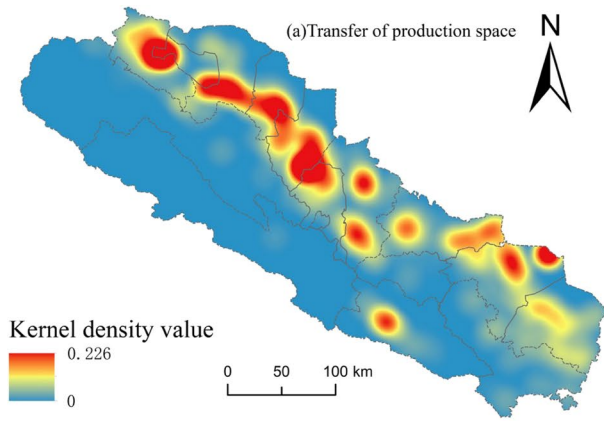 (a)Transfer of production space
N
Kernel density value
0.226
0
0 50 100 km